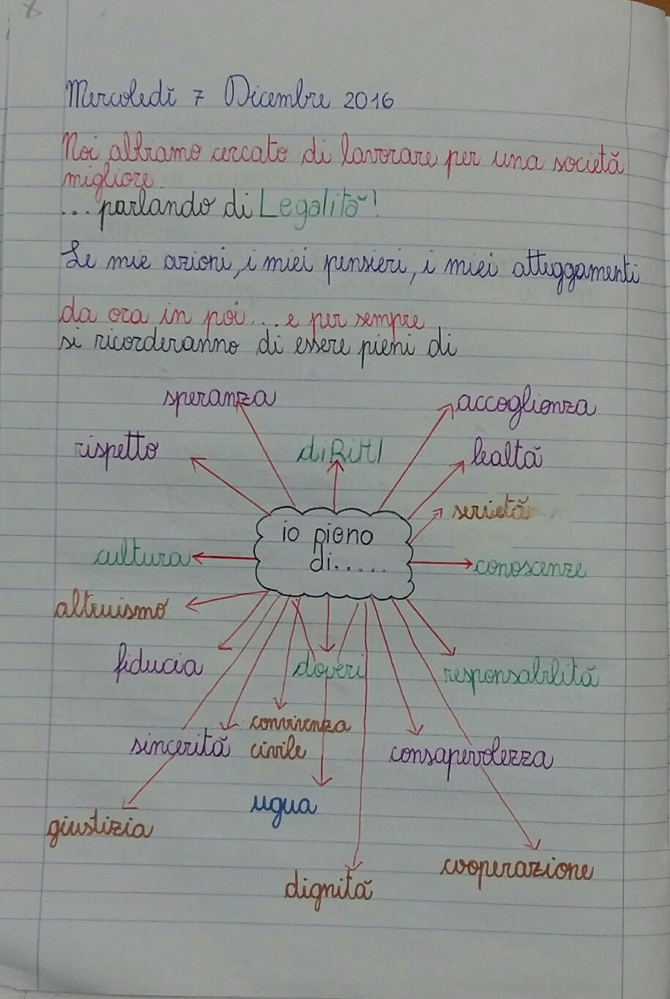 Mercoledì 7 Dicembre 2016
Noi abbiamo cercato di lavorare per una società
migliore.
... parlando di Legalità!
Le mie azioni, i miei pensieri, i miei atteggamenti
da ora in poi... e per sempre
si ricorderanno di essere pieni di
speranza
accoglienza
rispetto
diRitti
lealtà
serietà
io pieno
di.....
cultura
conoscenze
altruismo
fiducia
doveri
responsabilità
convivenza
civile
sincerità
consapevolezza
ugua
giustizia
cooperazione
dignità